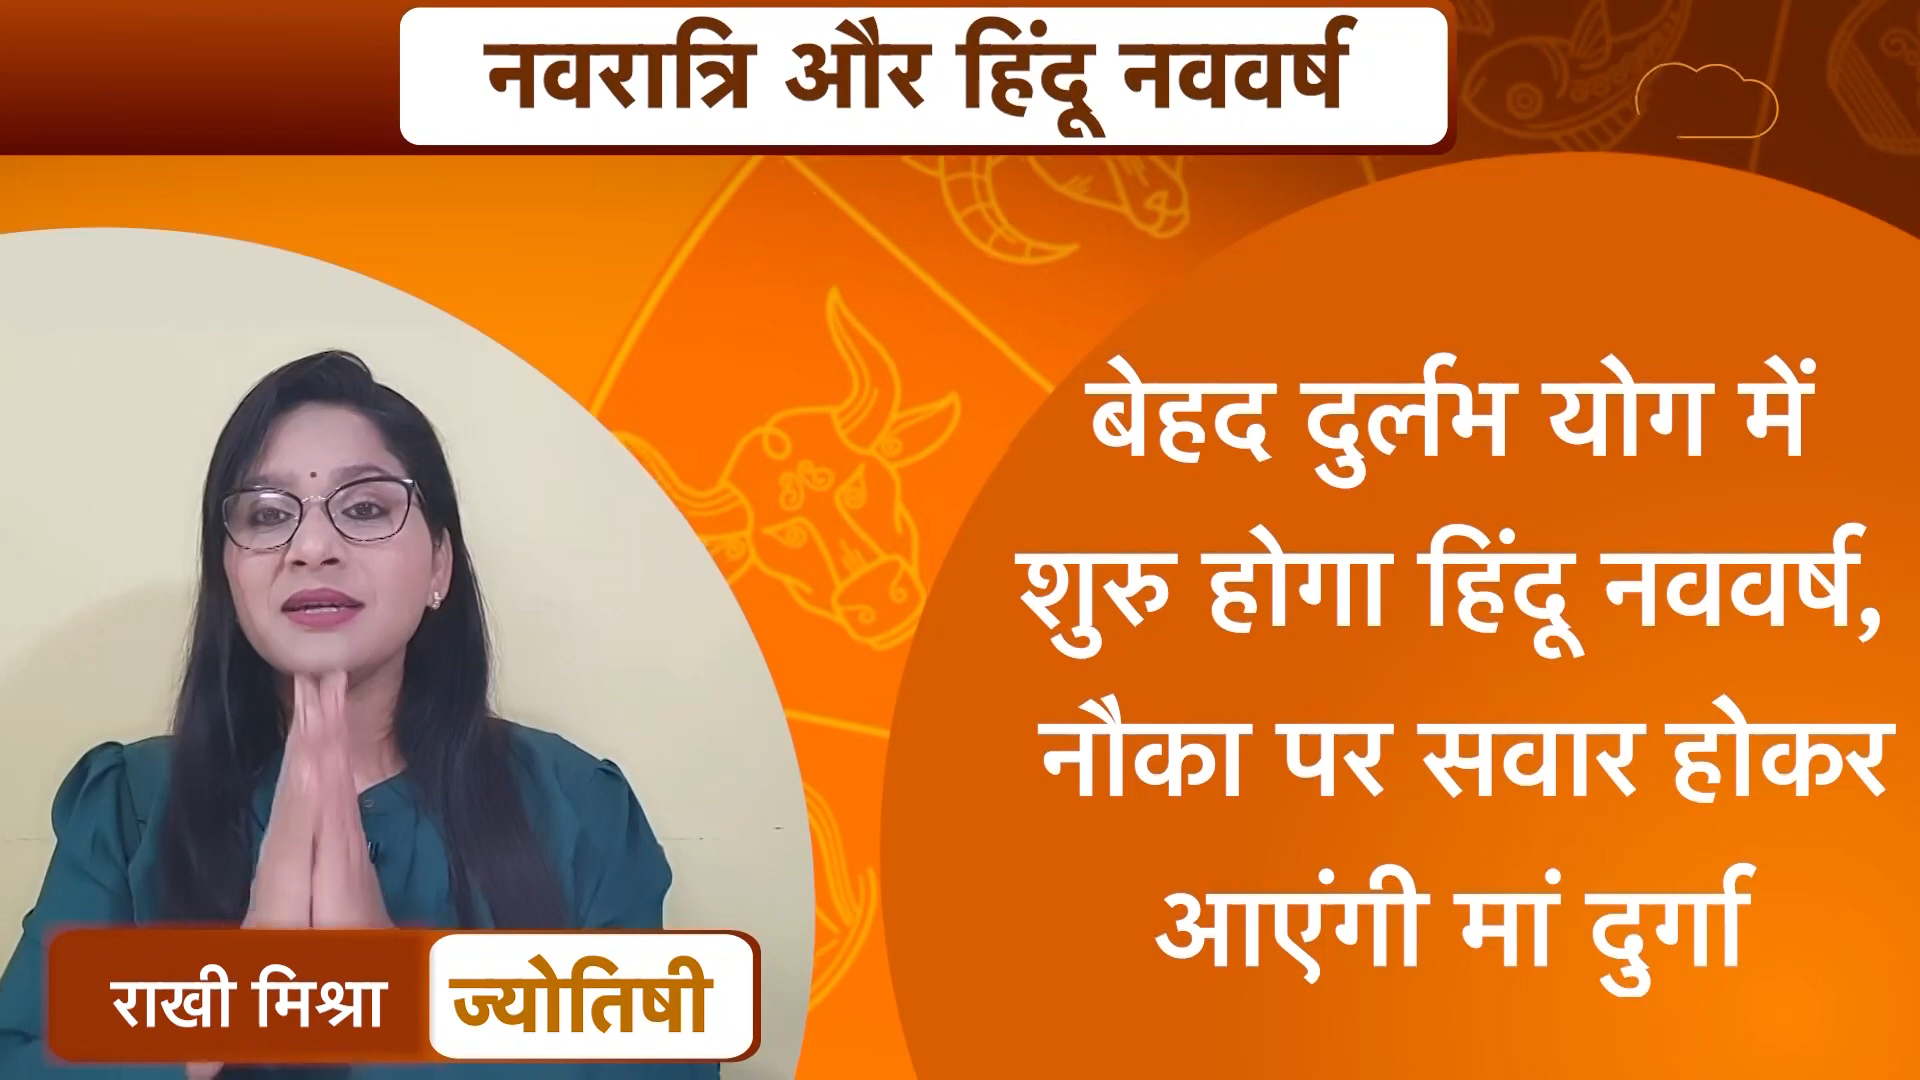 नवरात्रि और हिंदू नववर्ष
बेहद दुर्लभ योग में
शुरु होगा हिंदू नववर्ष,
नौका पर सवार होकर
आएंगी मां दुर्गा
राखी मिश्रा ज्योतिषी